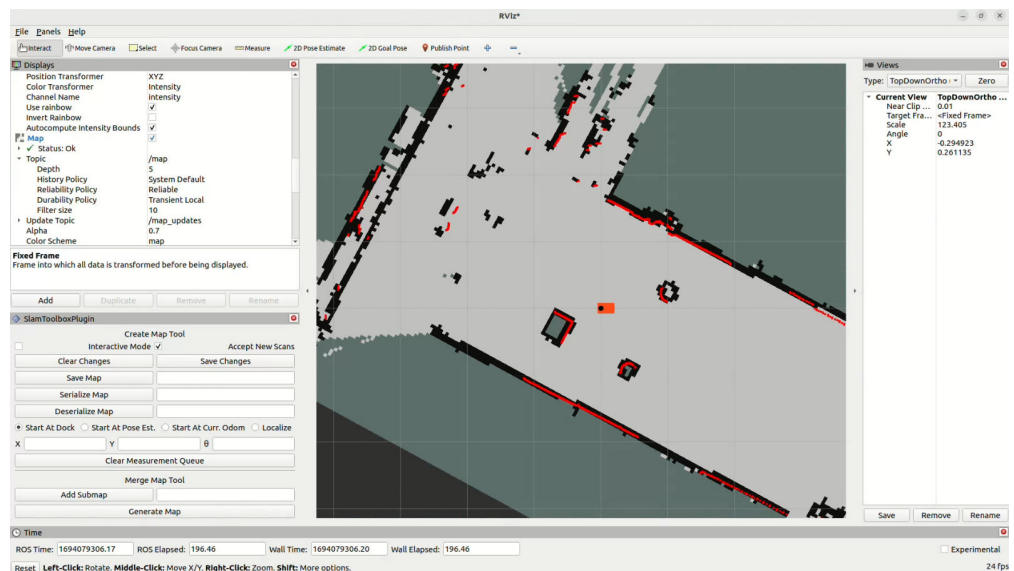 RViz*
File Panels Help
Interact Move Camera Select Focus Camera Measure 2D Pose Estimate 2D Goal Pose Publish Point
Displays
Position Transformer XYZ
Color Transformer Intensity
Channel Name intensity
Use rainbow
Invert Rainbow
Autocompute Intensity Bounds
Map
Status: Ok
Topic /map
Depth 5
History Policy System Default
Reliability Policy Reliable
Durability Policy Transient Local
Filter size 10
Update Topic /map_updates
Alpha 0.7
Color Scheme map
Fixed Frame
Frame into which all data is transformed before being displayed.
Add Duplicate Remove Rename
SlamToolboxPlugin
Create Map Tool
Interactive Mode Accept New Scans
Clear Changes Save Changes
Save Map
Serialize Map
Deserialize Map
Start At Dock Start At Pose Est. Start At Curr. Odom Localize
X Y θ
Clear Measurement Queue
Merge Map Tool
Add Submap
Generate Map
Views
Type: TopDownOrtho ( Zero
Current View TopDownOrtho ...
Near Clip ... 0.01
Target Fra... <Fixed Frame>
Scale 123.405
Angle 0
X -0.294923
Y 0.261135
Save Remove Rename
Time
ROS Time: 1694079306.17 ROS Elapsed: 196.46 Wall Time: 1694079306.20 Wall Elapsed: 196.46 Experimental
Reset Left-Click: Rotate. Middle-Click: Move X/Y. Right-Click: Zoom. Shift: More options. 24 fps